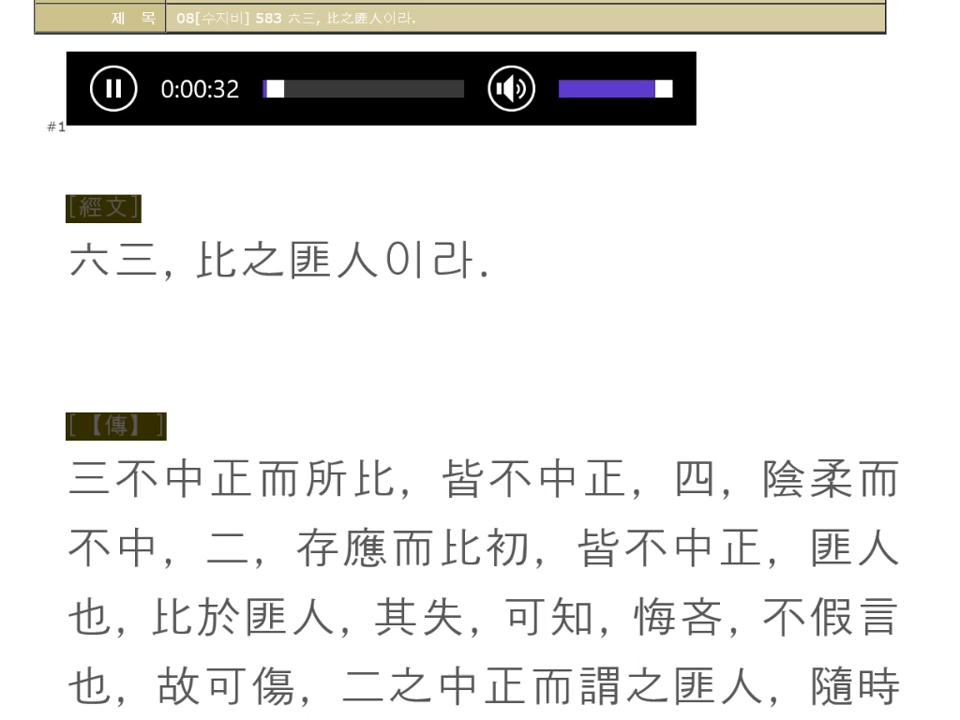 제 목 08[수지비] 583 六三, 比之匪人이라.
0:00:32
#1
[經文]
六三, 比之匪人이라.
[【傳】]
三不中正而所比, 皆不中正, 四, 陰柔而
不中, 二, 存應而比初, 皆不中正, 匪人
也, 比於匪人, 其失, 可知, 悔吝, 不假言
也, 故可傷, 二之中正而謂之匪人, 隨時